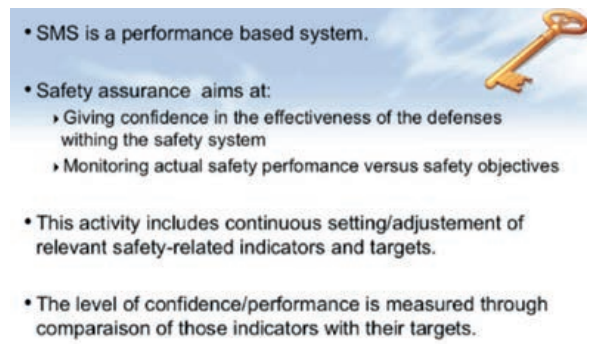 • SMS is a performance based system.
• Safety assurance aims at:
‣ Giving confidence in the effectiveness of the defenses
withing the safety system
‣ Monitoring actual safety perfomance versus safety objectives
• This activity includes continuous setting/adjustement of
relevant safety-related indicators and targets.
• The level of confidence/performance is measured through
comparaison of those indicators with their targets.